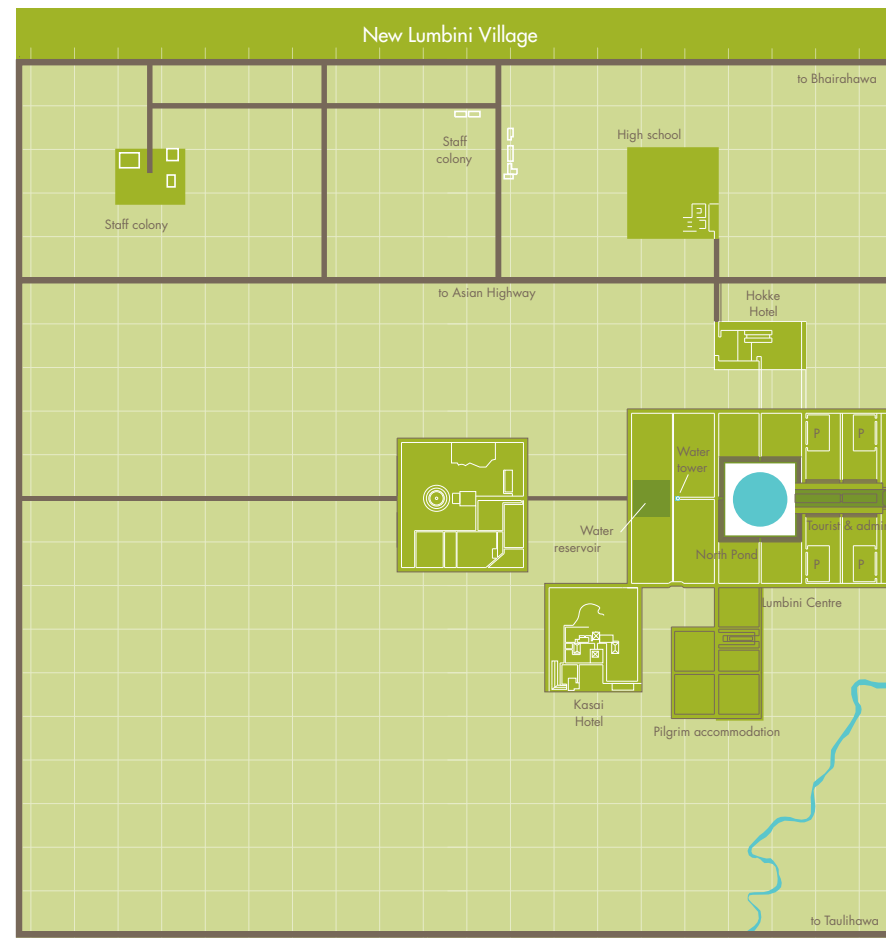 New Lumbini Village
to Bhairahawa
High school
Staff
colony
Staff colony
to Asian Highway
Hokke
Hotel
P
P
Water
tower
Water
reservoir
Tourist & admi
North Pond
P
P
Lumbini Centre
Kasai
Hotel
Pilgrim accommodation
to Taulihawa